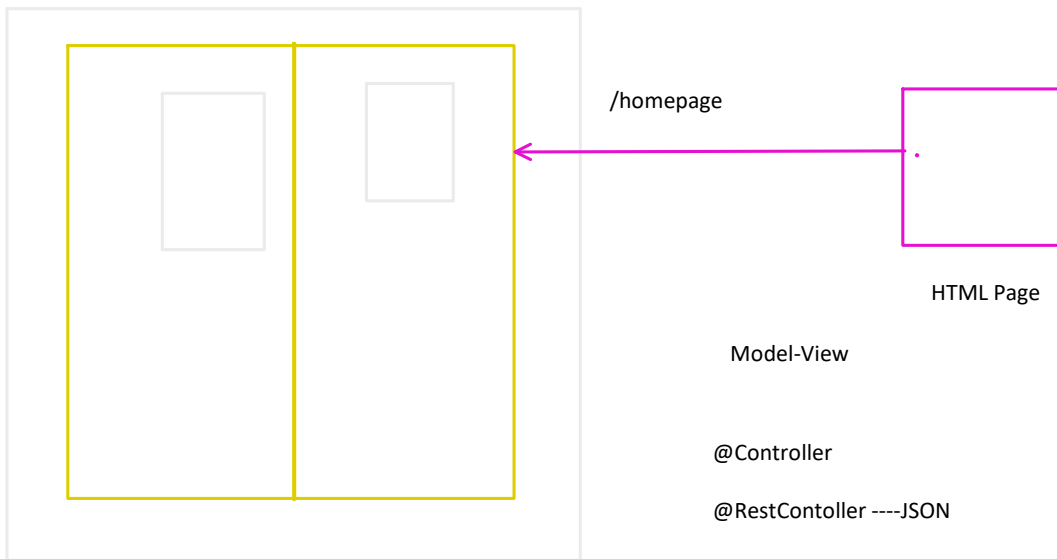 /homepage
HTML Page
Model-View
@Controller
@RestContoller ----JSON